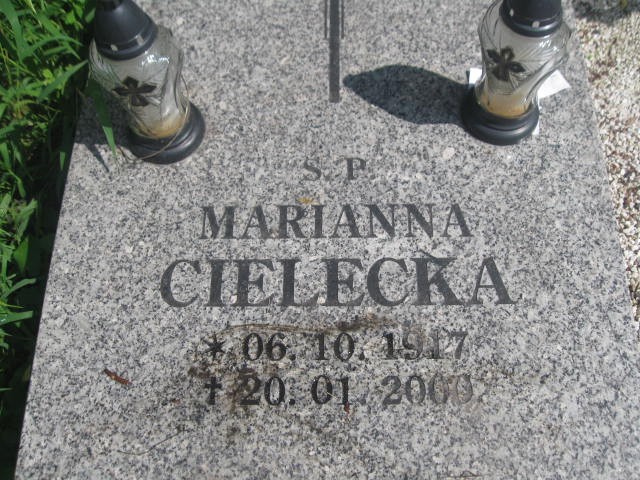 S. P.
MARIANNA
CIELECKA
* 06. 10. 1917
† 20. 01. 2000